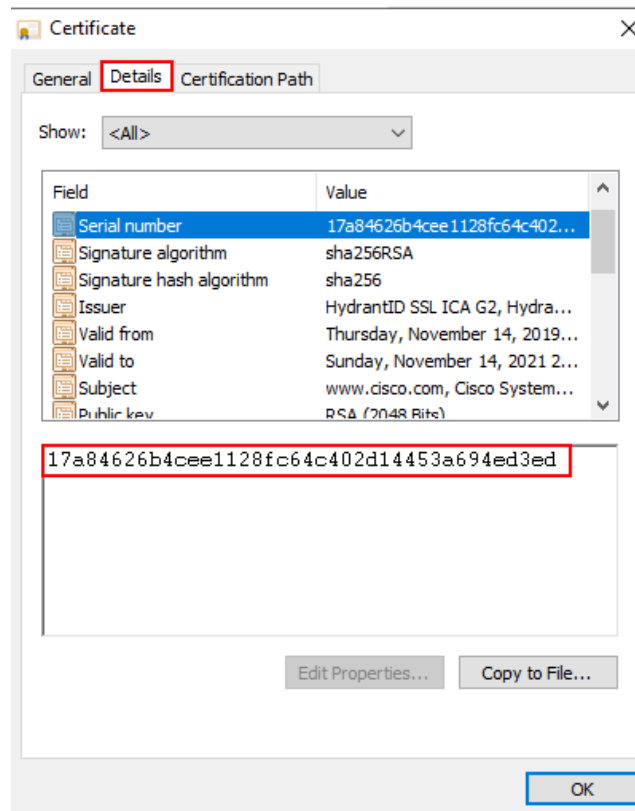 Certificate
General Details Certification Path
Show: <All>
Field Value
Serial number 17a84626b4cee1128fc64c402...
Signature algorithm sha256RSA
Signature hash algorithm sha256
Issuer HydrantID SSL ICA G2, Hydra...
Valid from Thursday, November 14, 2019...
Valid to Sunday, November 14, 2021 2...
Subject www.cisco.com, Cisco System...
Public key RSA (2048 Bits)
17a84626b4cee1128fc64c402d14453a694ed3ed
Edit Properties... Copy to File...
OK